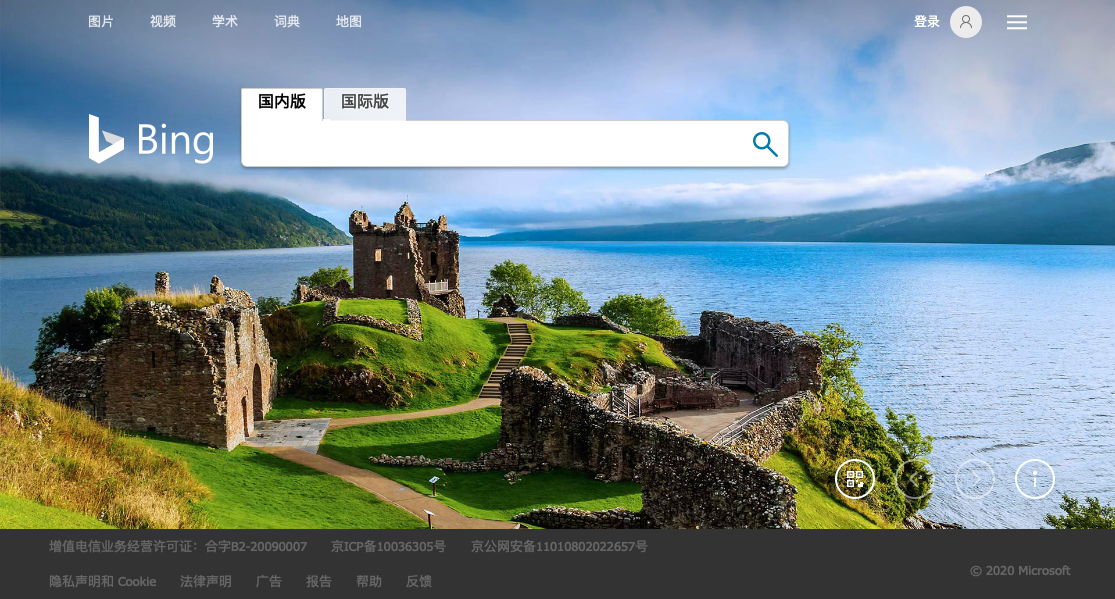 图片 视频 学术 词典 地图 登录
国内版 国际版
Bing
增值电信业务经营许可证：合字B2-20090007 京ICP备10036305号 京公网安备11010802022657号
隐私声明和 Cookie 法律声明 广告 报告 帮助 反馈
© 2020 Microsoft